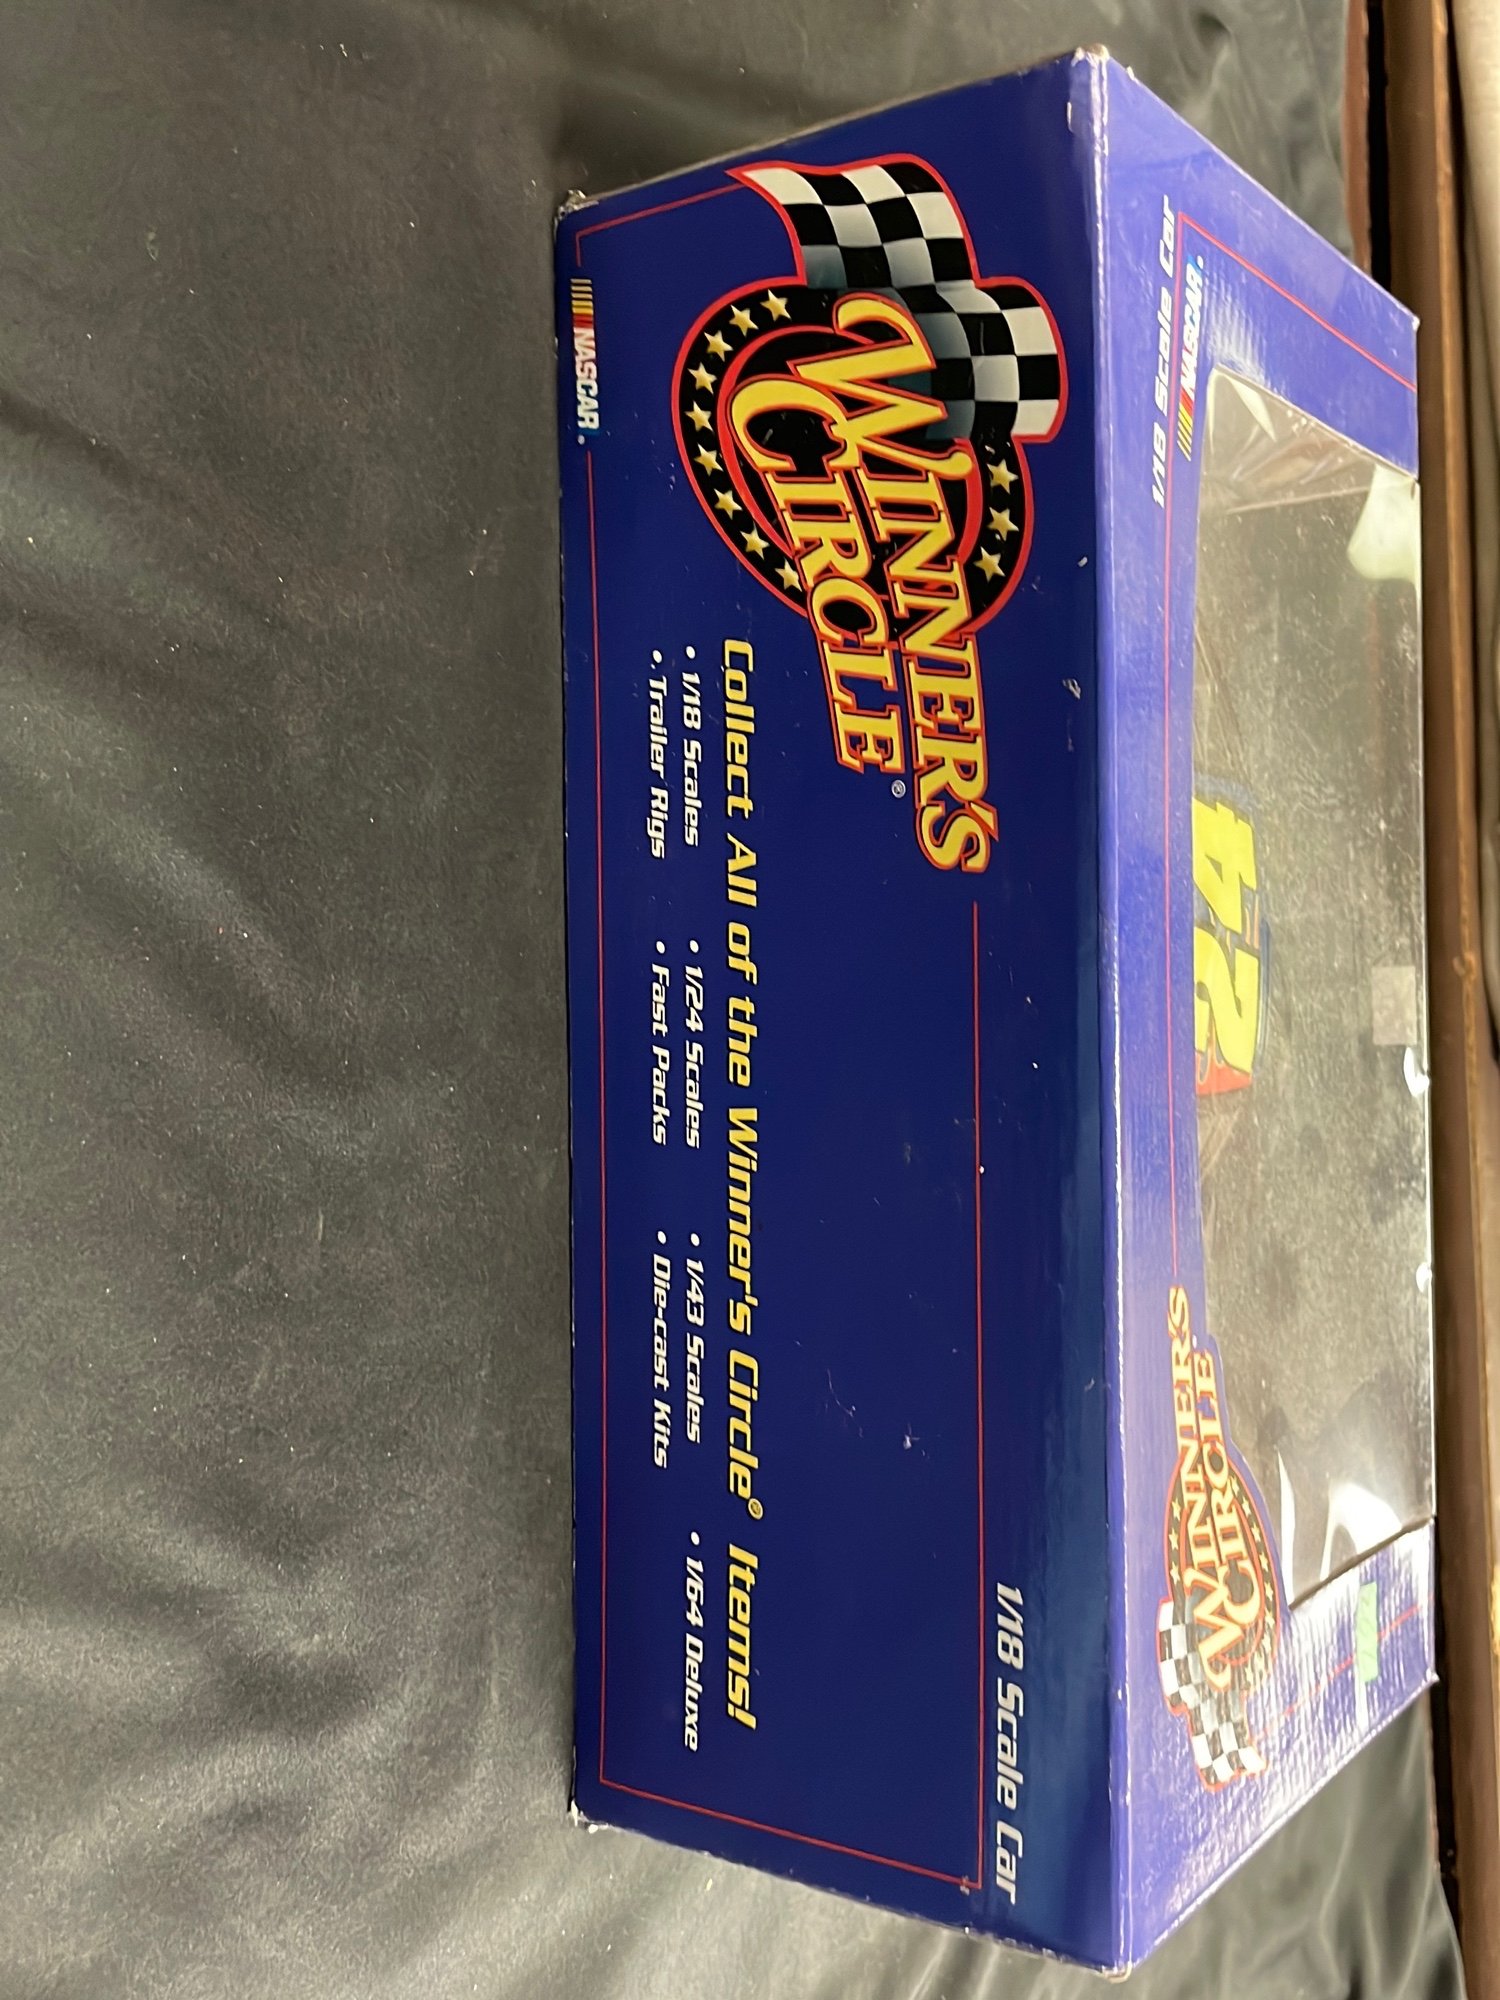 WINNER'S
CIRCLE®
1/18 Scale Car
Collect All of the Winner's Circle® Items!
• 1/18 Scales • 1/24 Scales • 1/43 Scales • 1/64 Deluxe
• Trailer Rigs • Fast Packs • Die-cast Kits
NASCAR®
1/18 Scale Car
NASCAR®
24
WINNER'S
CIRCLE